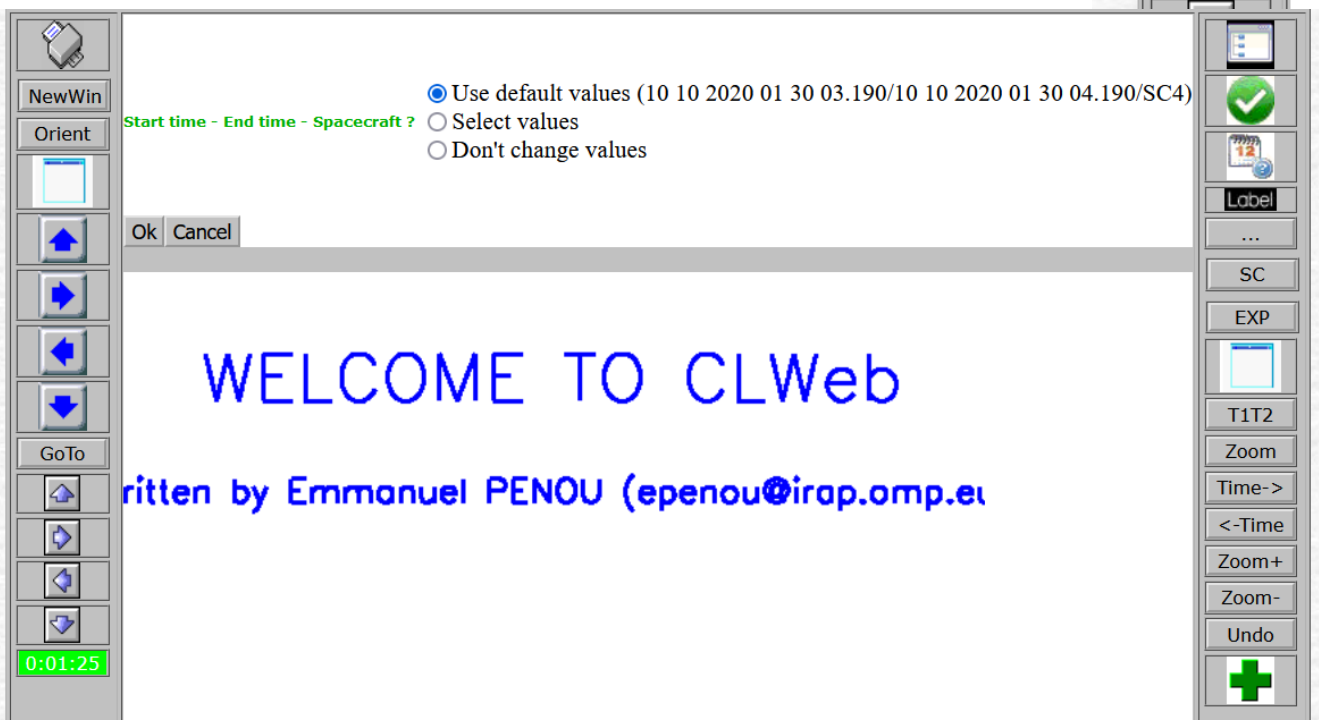 NewWin
Orient
GoTo
0:01:25
Start time - End time - Spacecraft ?
Use default values (10 10 2020 01 30 03.190/10 10 2020 01 30 04.190/SC4)
Select values
Don't change values
Ok Cancel
WELCOME TO CLWeb
ritten by Emmanuel PENOU (epenou@irap.omp.eu
12
Label
...
SC
EXP
T1T2
Zoom
Time->
<-Time
Zoom+
Zoom-
Undo